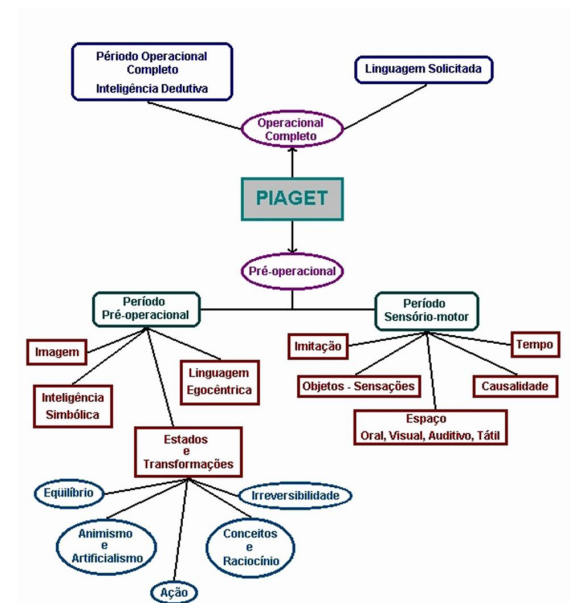 Périodo Operacional
Completo
Inteligência Dedutiva
Linguagem Solicitada
Operacional
Completo
PIAGET
Pré-operacional
Período
Pré-operacional
Período
Sensório-motor
Imagem
Linguagem
Egocêntrica
Imitação
Tempo
Inteligência
Simbólica
Objetos - Sensações
Causalidade
Espaço
Oral, Visual, Auditivo, Tátil
Estados
e
Transformações
Eqüilíbrio
Irreversibilidade
Animismo
e
Artificialismo
Conceitos
e
Raciocínio
Ação